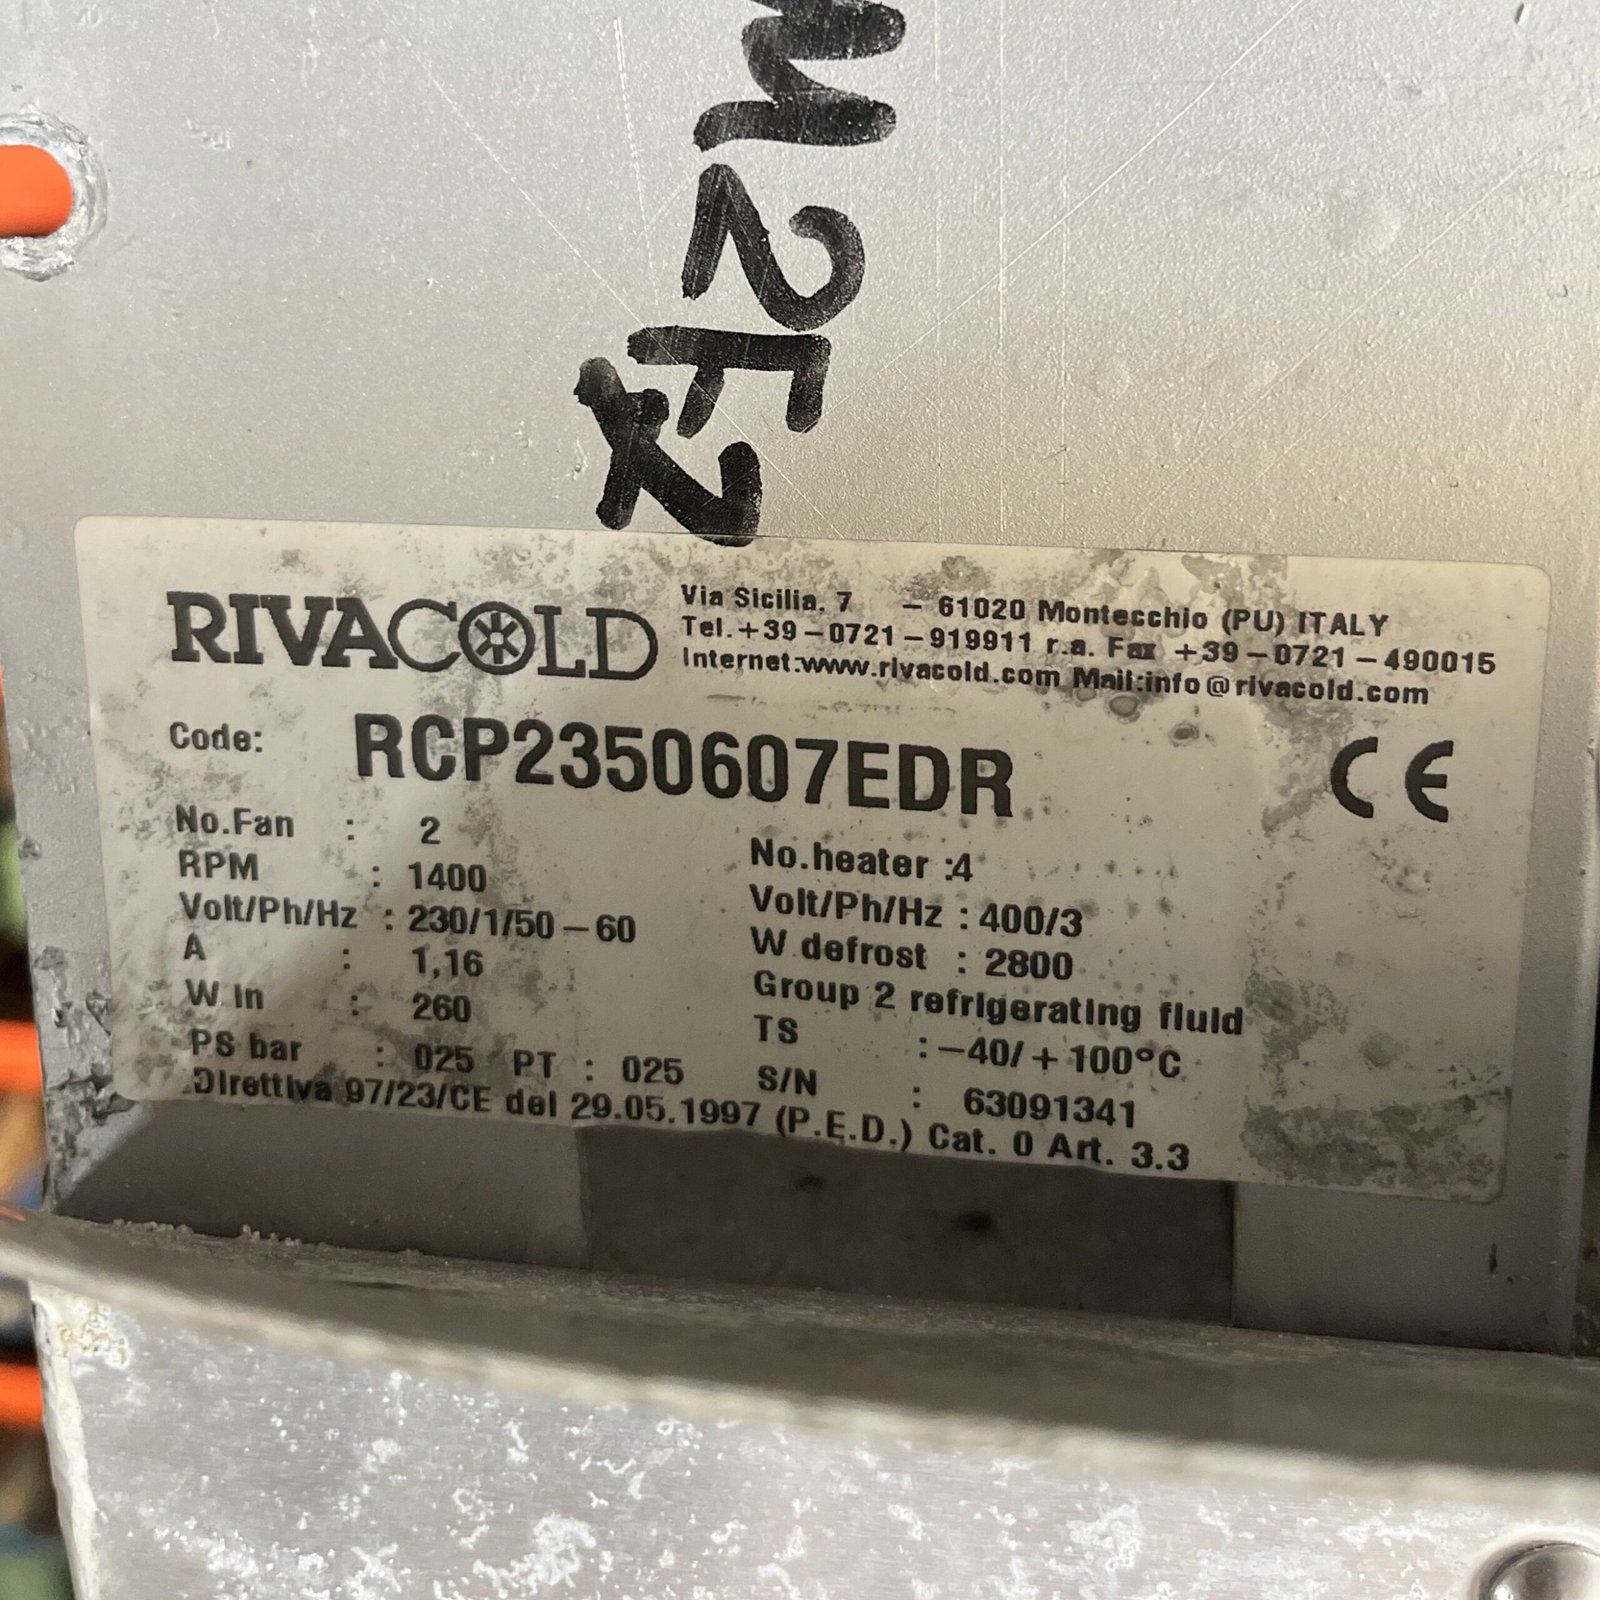 RIVACOLD
Via Sicilia, 7 – 61020 Montecchio (PU) ITALY
Tel.+39–0721–919911 r.a. Fax +39–0721–490015
Internet:www.rivacold.com Mail:info@rivacold.com
Code: RCP2350607EDR
CE
No.Fan : 2
RPM : 1400
Volt/Ph/Hz : 230/1/50–60
A : 1,16
W in : 260
PS bar : 025 PT : 025
No.heater :4
Volt/Ph/Hz : 400/3
W defrost : 2800
Group 2 refrigerating fluid
TS : –40/+100°C
S/N : 63091341
Direttiva 97/23/CE del 29.05.1997 (P.E.D.) Cat. 0 Art. 3.3